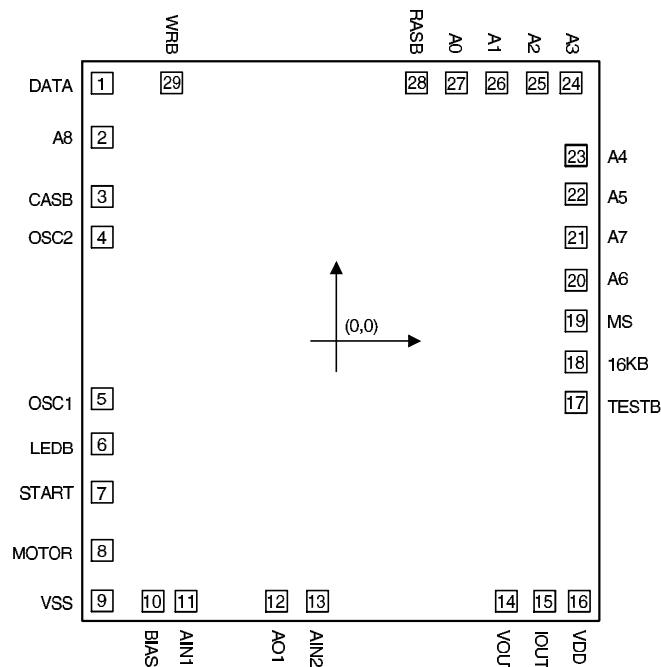 WRB RASB A0 A1 A2 A3
DATA 1 29 28 27 26 25 24
A8 2
23 A4
CASB 3 22 A5
OSC2 4 21 A7
20 A6
(0,0)
19 MS
18 16KB
OSC1 5 17 TESTB
LEDB 6
START 7
MOTOR 8
VSS 9 10 11 12 13 14 15 16
BIAS AIN1 AO1 AIN2 VOU IOUT VDD